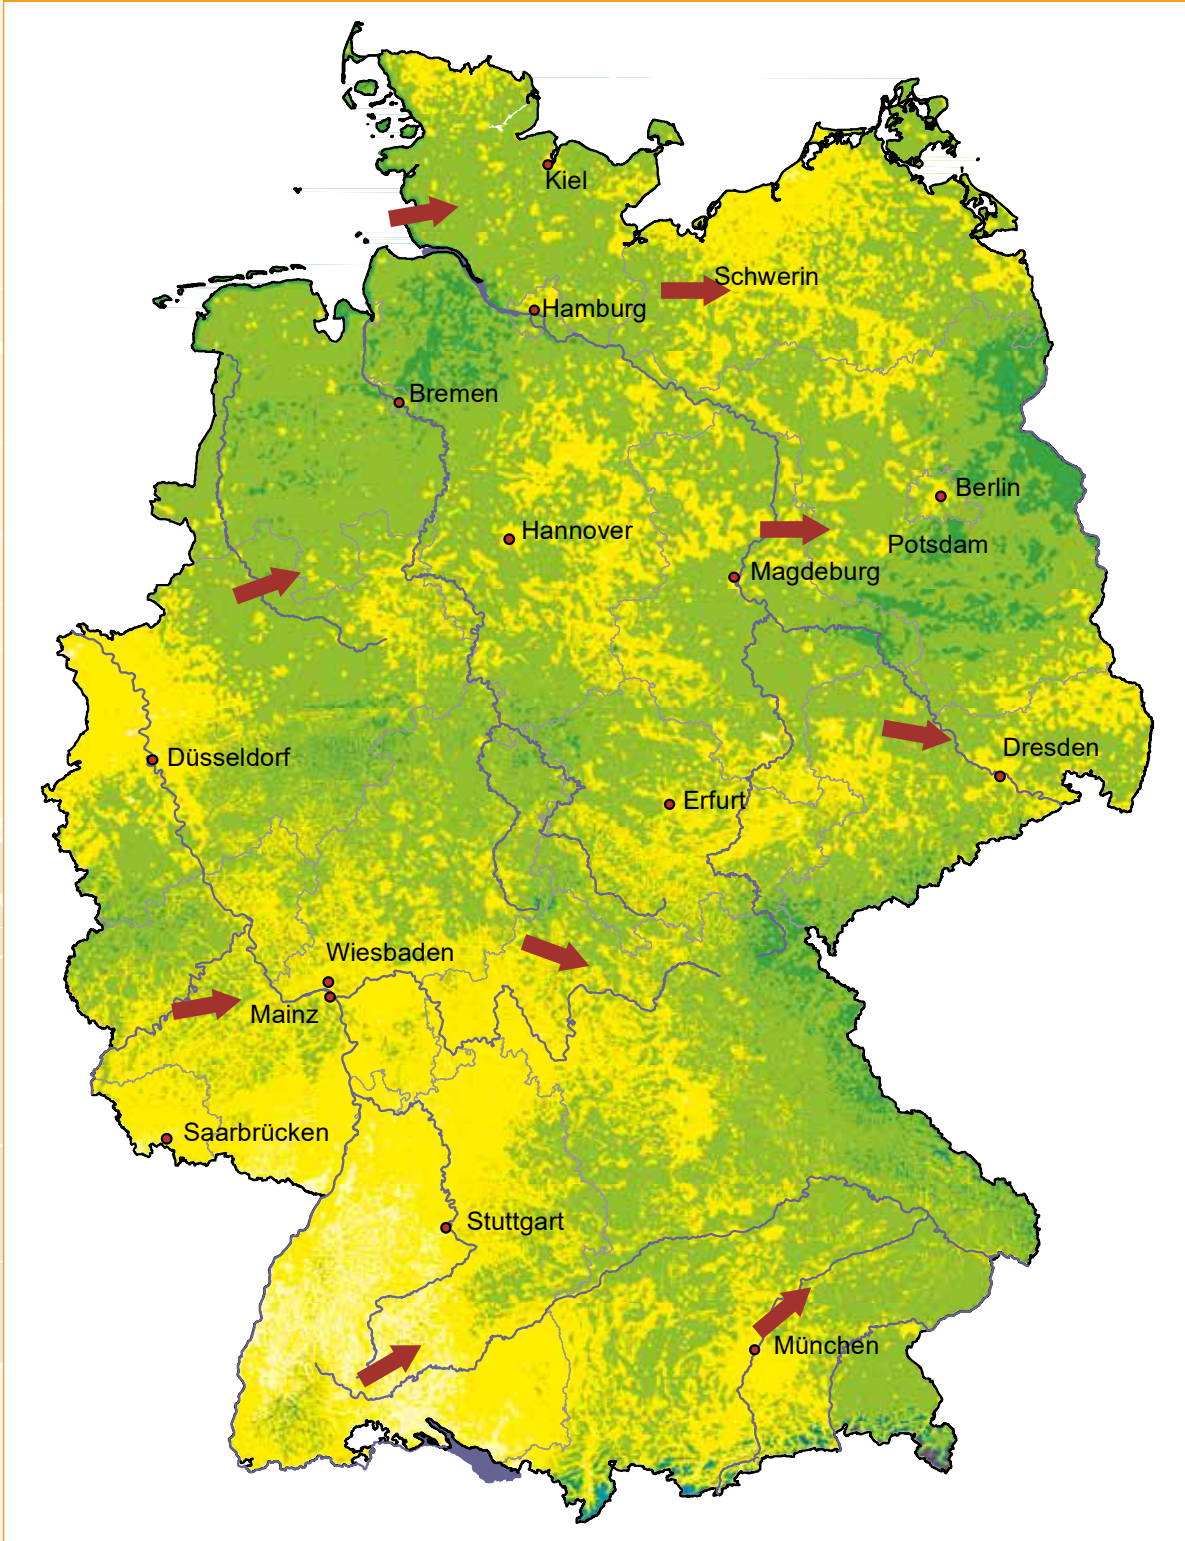 Kiel
Schwerin
Hamburg
Bremen
Berlin
Hannover
Potsdam
Magdeburg
Düsseldorf
Dresden
Erfurt
Wiesbaden
Mainz
Saarbrücken
Stuttgart
München